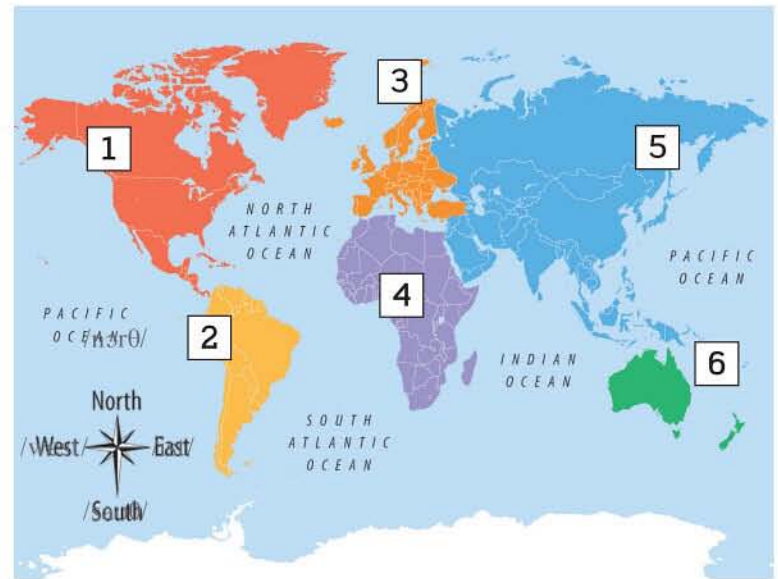 1
3
5
NORTH
ATLANTIC
OCEAN
PACIFIC
OCEAN
4
PACIFIC
OCEAN
/nɔrθ/
2
6
INDIAN
OCEAN
SOUTH
ATLANTIC
OCEAN
North
West
East
South